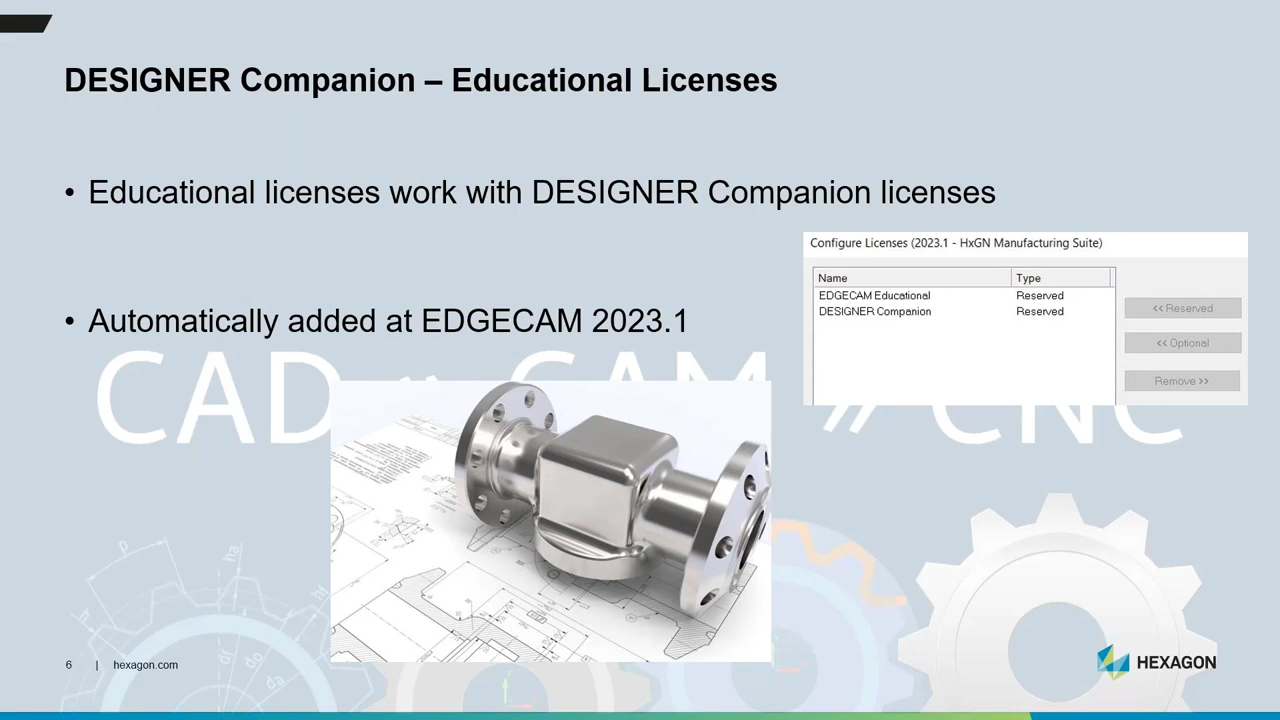 DESIGNER Companion – Educational Licenses
• Educational licenses work with DESIGNER Companion licenses
Configure Licenses (2023.1 - HxGN Manufacturing Suite)
Name Type
EDGECAM Educational Reserved
DESIGNER Companion Reserved
<< Reserved
<< Optional
Remove >>
• Automatically added at EDGECAM 2023.1
CAD » CAM » CNC
6 | hexagon.com
HEXAGON